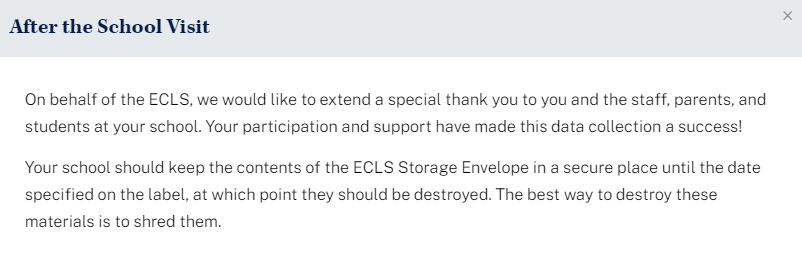 After the School Visit
On behalf of the ECLS, we would like to extend a special thank you to you and the staff, parents, and
students at your school. Your participation and support have made this data collection a success!
Your school should keep the contents of the ECLS Storage Envelope in a secure place until the date
specified on the label, at which point they should be destroyed. The best way to destroy these
materials is to shred them.